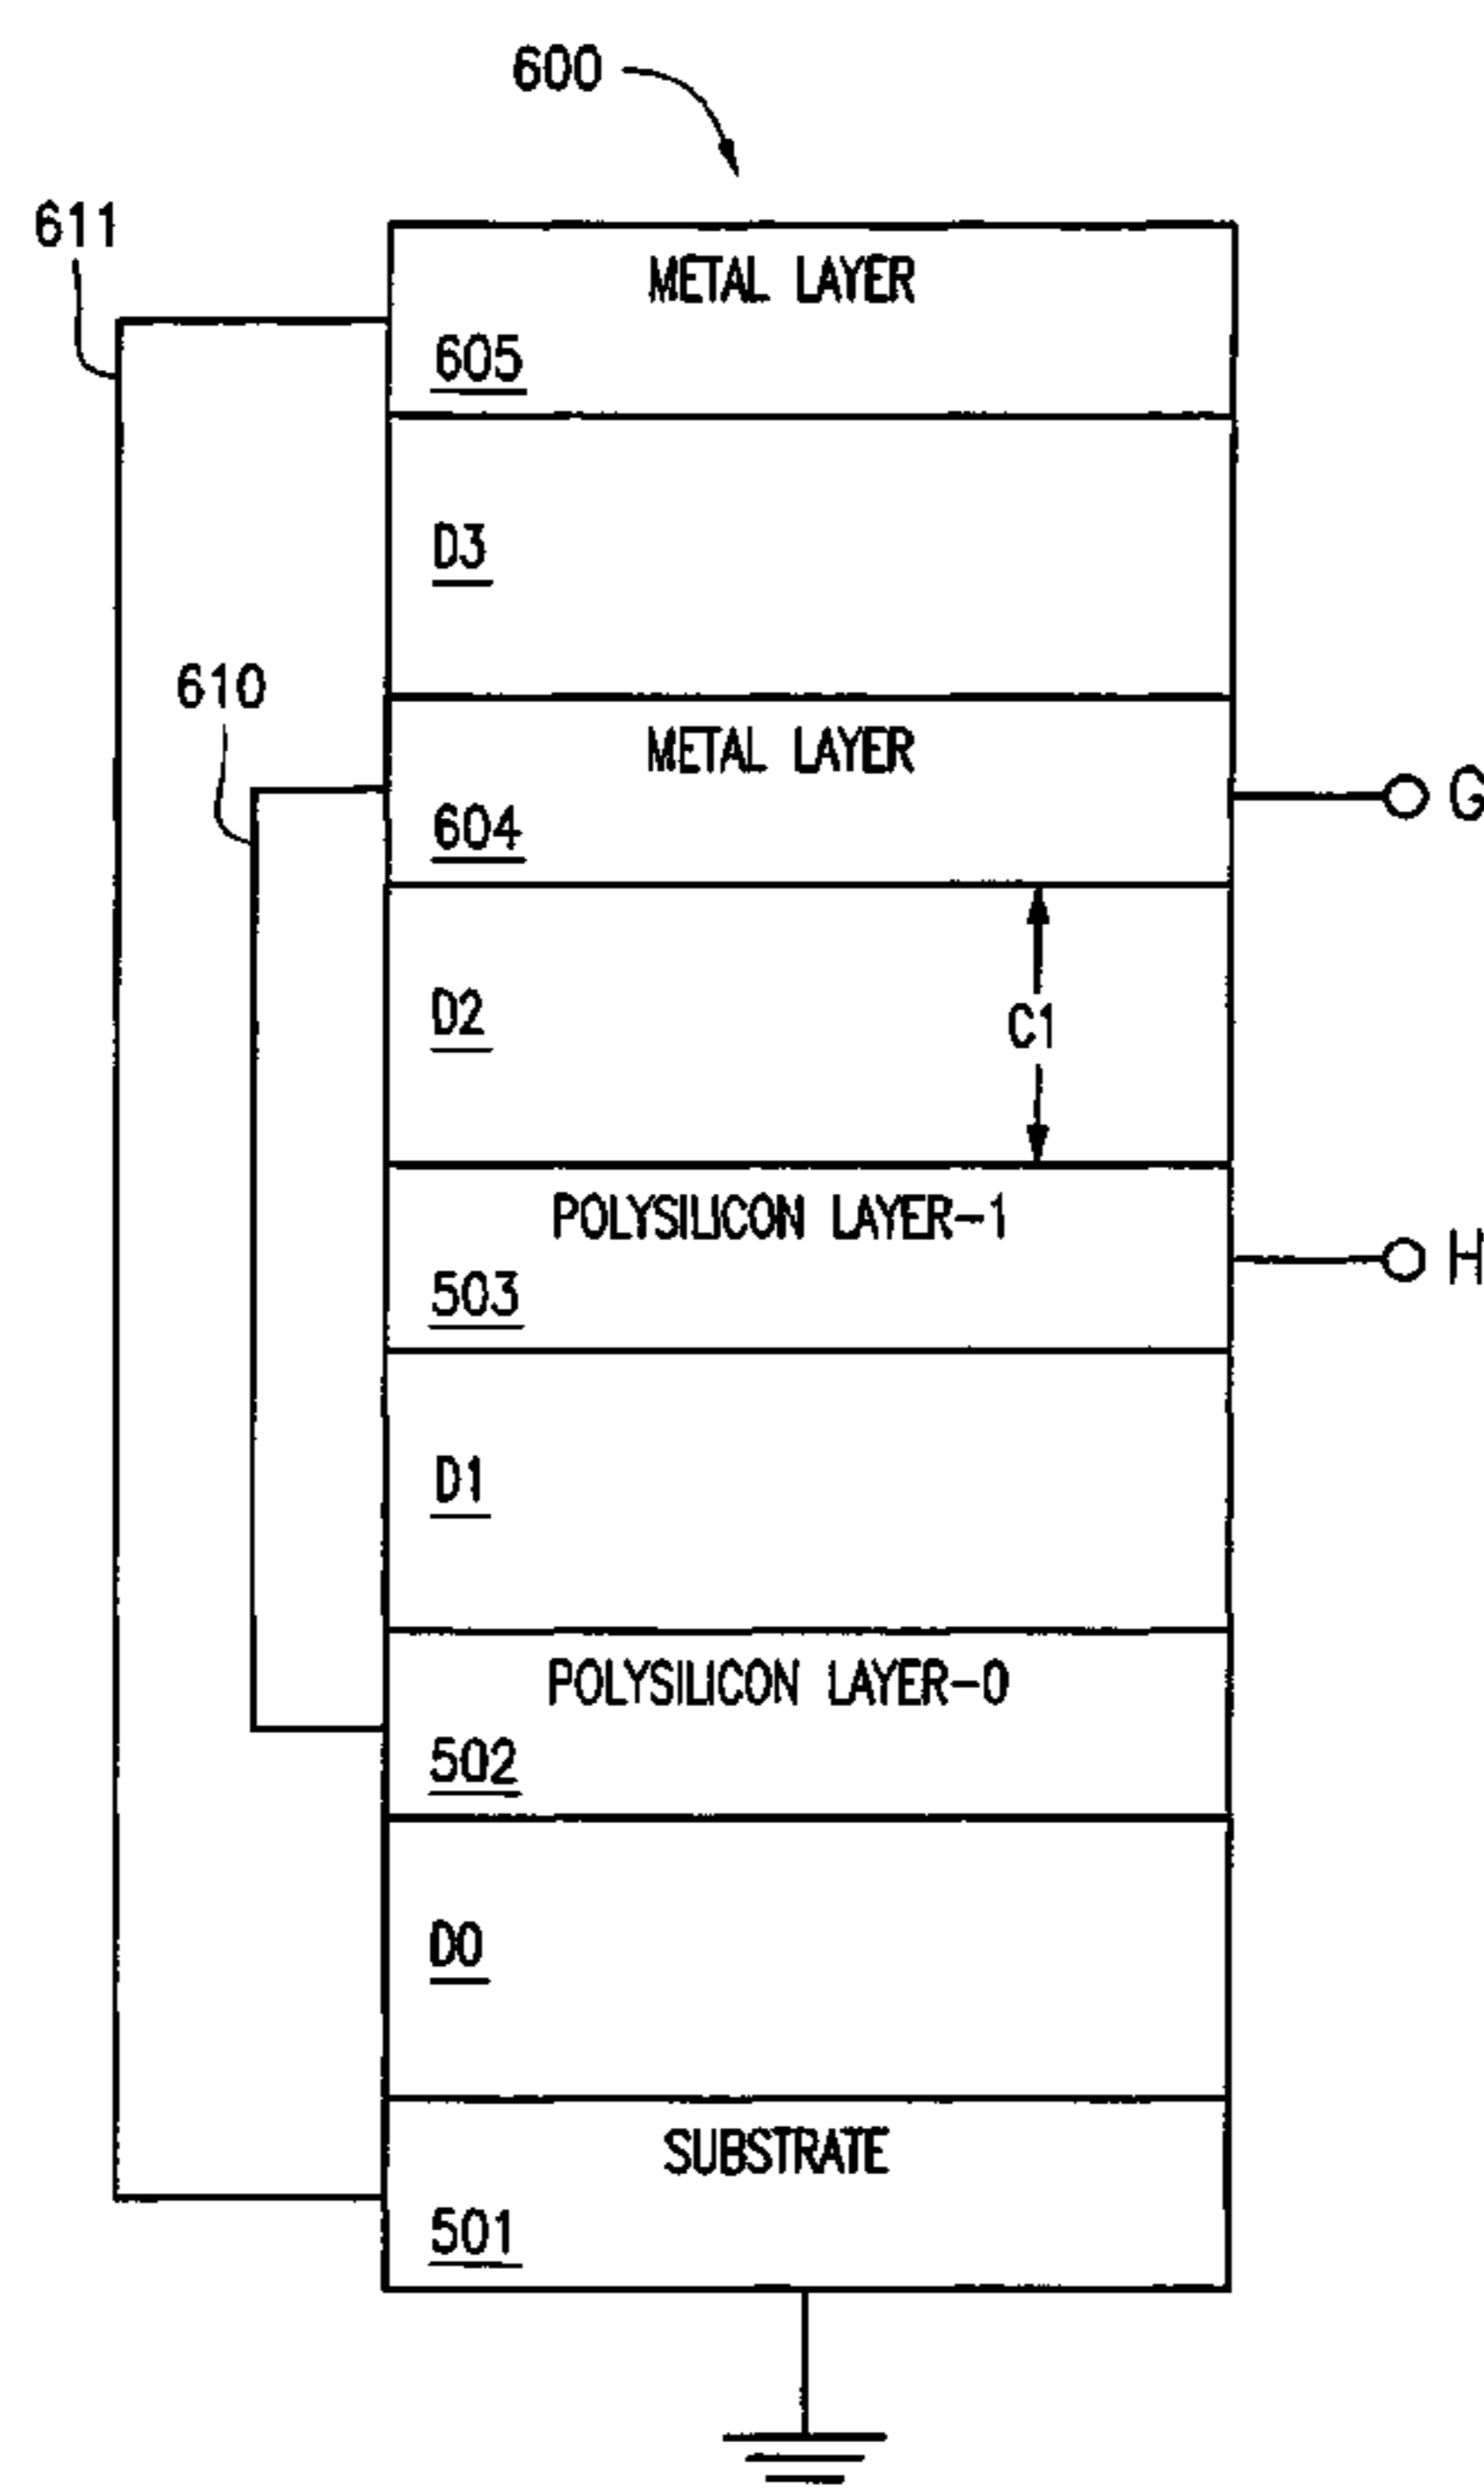 600
611
METAL LAYER
605
D3
610
METAL LAYER
604
G
D2
C1
POLYSILICON LAYER-1
503
H
D1
POLYSILICON LAYER-0
502
D0
SUBSTRATE
501